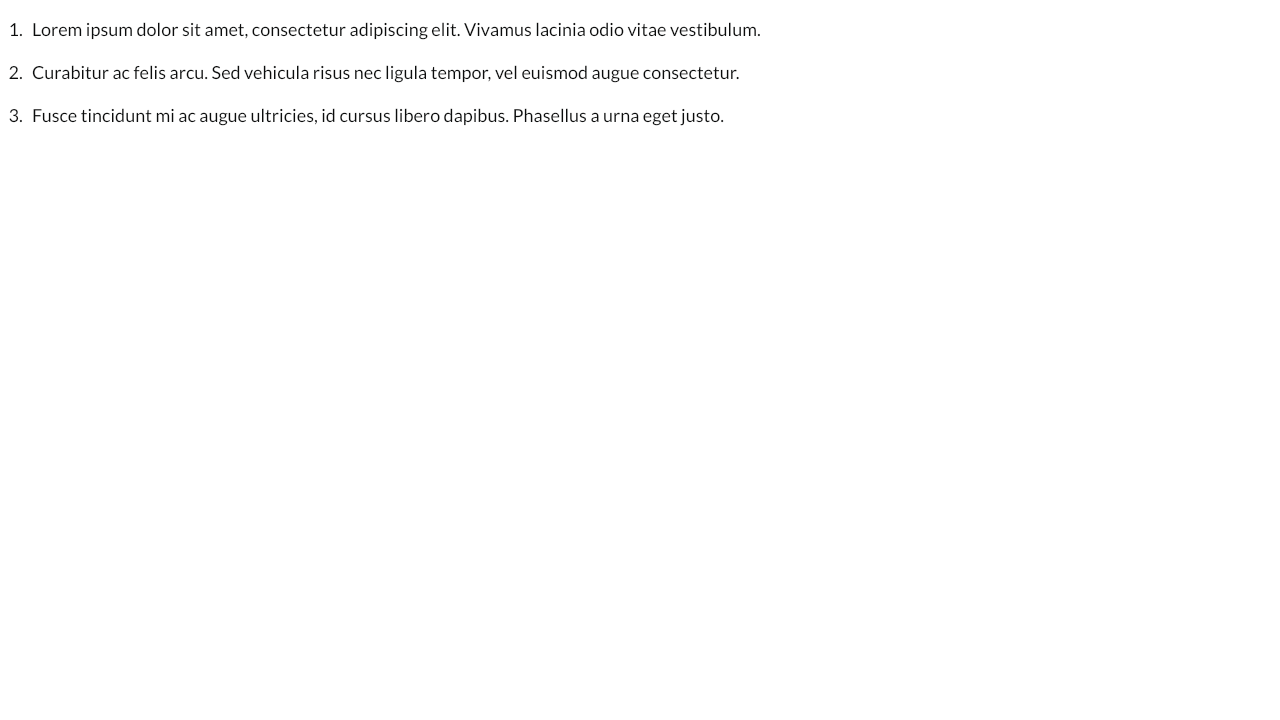 1. Lorem ipsum dolor sit amet, consectetur adipiscing elit. Vivamus lacinia odio vitae vestibulum.
2. Curabitur ac felis arcu. Sed vehicula risus nec ligula tempor, vel euismod augue consectetur.
3. Fusce tincidunt mi ac augue ultricies, id cursus libero dapibus. Phasellus a urna eget justo.